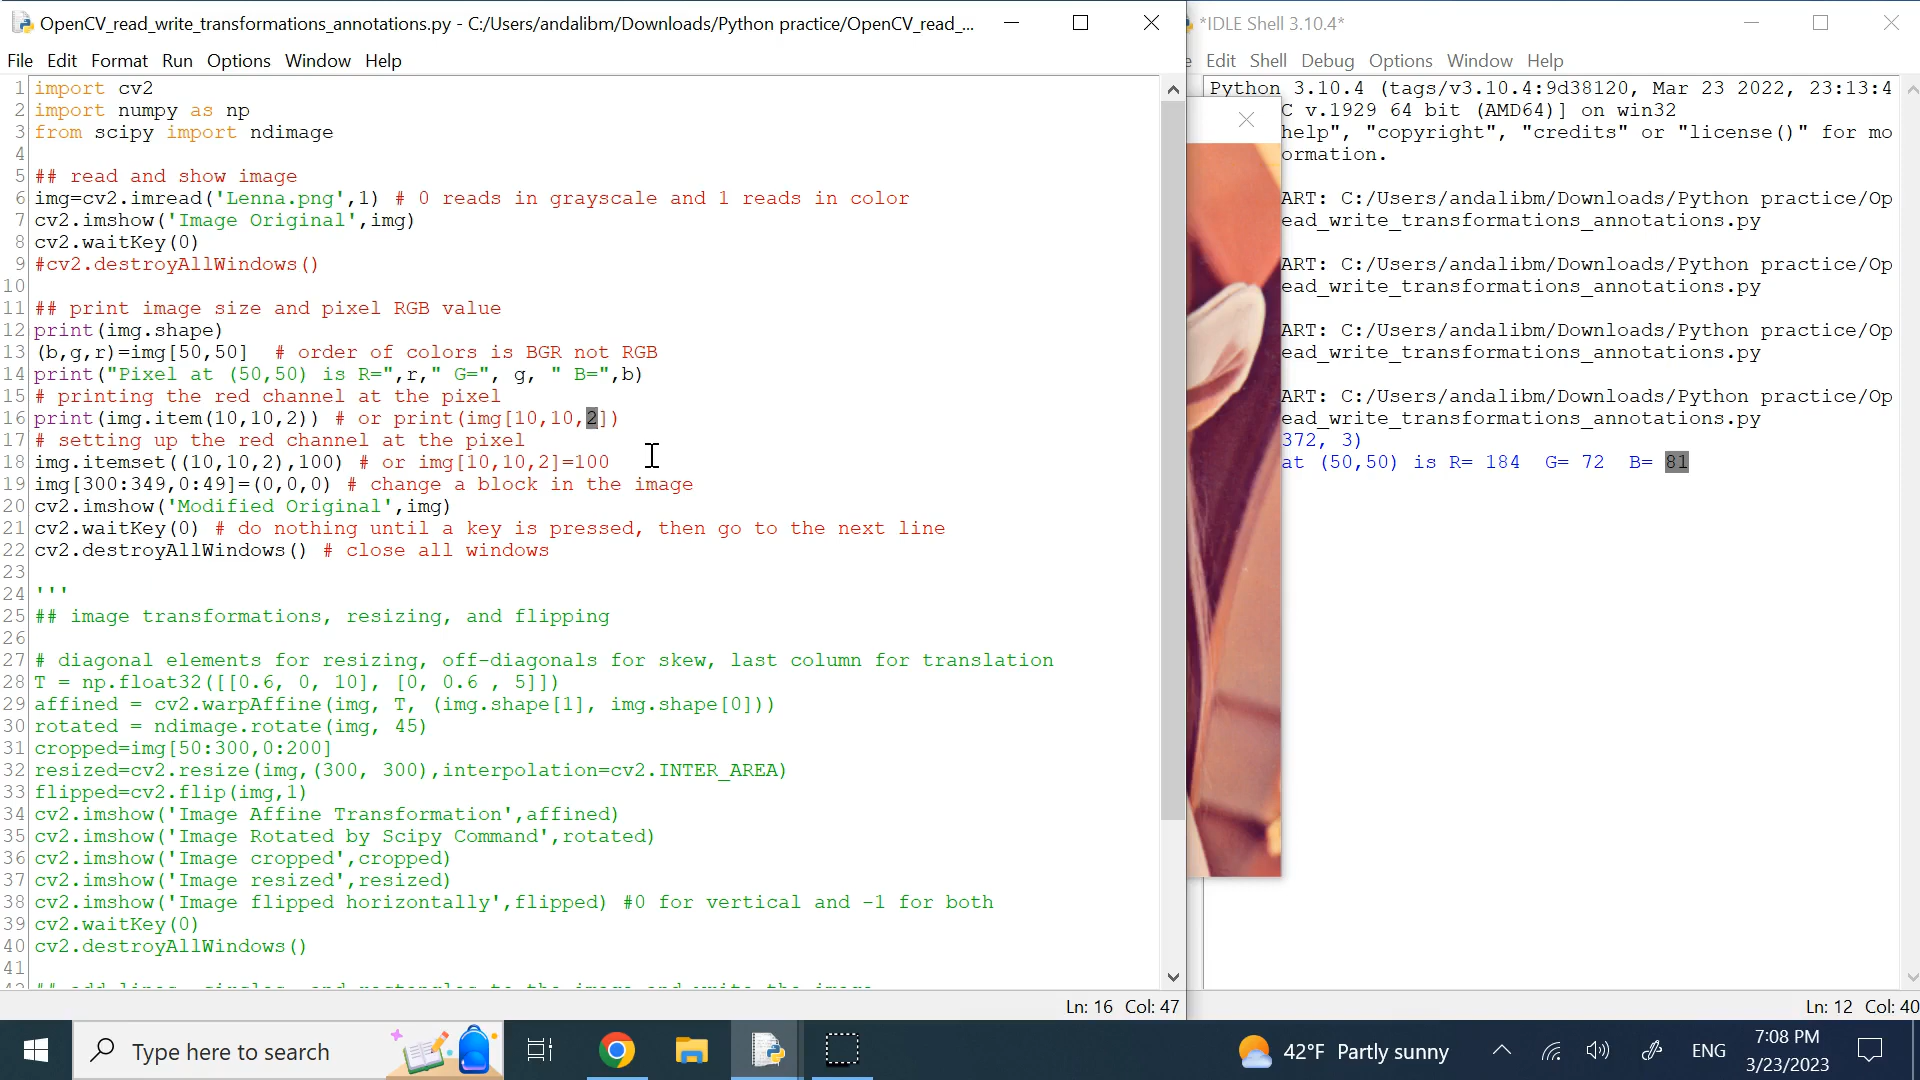 OpenCV_read_write_transformations_annotations.py - C:/Users/andalibm/Downloads/Python practice/OpenCV_read_...
File Edit Format Run Options Window Help
1 import cv2
2 import numpy as np
3 from scipy import ndimage
4
5 ## read and show image
6 img=cv2.imread('Lenna.png',1) # 0 reads in grayscale and 1 reads in color
7 cv2.imshow('Image Original',img)
8 cv2.waitKey(0)
9 #cv2.destroyAllWindows()
10
11 ## print image size and pixel RGB value
12 print(img.shape)
13 (b,g,r)=img[50,50]  # order of colors is BGR not RGB
14 print("Pixel at (50,50) is R=",r," G=", g, " B=",b)
15 # printing the red channel at the pixel
16 print(img.item(10,10,2)) # or print(img[10,10,2])
17 # setting up the red channel at the pixel
18 img.itemset((10,10,2),100) # or img[10,10,2]=100
19 img[300:349,0:49]=(0,0,0) # change a block in the image
20 cv2.imshow('Modified Original',img)
21 cv2.waitKey(0) # do nothing until a key is pressed, then go to the next line
22 cv2.destroyAllWindows() # close all windows
23
24 '''
25 ## image transformations, resizing, and flipping
26
27 # diagonal elements for resizing, off-diagonals for skew, last column for translation
28 T = np.float32([[0.6, 0, 10], [0, 0.6 , 5]])
29 affined = cv2.warpAffine(img, T, (img.shape[1], img.shape[0]))
30 rotated = ndimage.rotate(img, 45)
31 cropped=img[50:300,0:200]
32 resized=cv2.resize(img,(300, 300),interpolation=cv2.INTER_AREA)
33 flipped=cv2.flip(img,1)
34 cv2.imshow('Image Affine Transformation',affined)
35 cv2.imshow('Image Rotated by Scipy Command',rotated)
36 cv2.imshow('Image cropped',cropped)
37 cv2.imshow('Image resized',resized)
38 cv2.imshow('Image flipped horizontally',flipped) #0 for vertical and -1 for both
39 cv2.waitKey(0)
40 cv2.destroyAllWindows()
41
Ln: 16 Col: 47
*IDLE Shell 3.10.4*
Edit Shell Debug Options Window Help
Python 3.10.4 (tags/v3.10.4:9d38120, Mar 23 2022, 23:13:4
C v.1929 64 bit (AMD64)] on win32
help", "copyright", "credits" or "license()" for mo
ormation.
ART: C:/Users/andalibm/Downloads/Python practice/Op
ead_write_transformations_annotations.py
ART: C:/Users/andalibm/Downloads/Python practice/Op
ead_write_transformations_annotations.py
ART: C:/Users/andalibm/Downloads/Python practice/Op
ead_write_transformations_annotations.py
ART: C:/Users/andalibm/Downloads/Python practice/Op
ead_write_transformations_annotations.py
372, 3)
at (50,50) is R= 184  G= 72  B= 81
Ln: 12 Col: 40
Type here to search
42°F Partly sunny
ENG
7:08 PM
3/23/2023